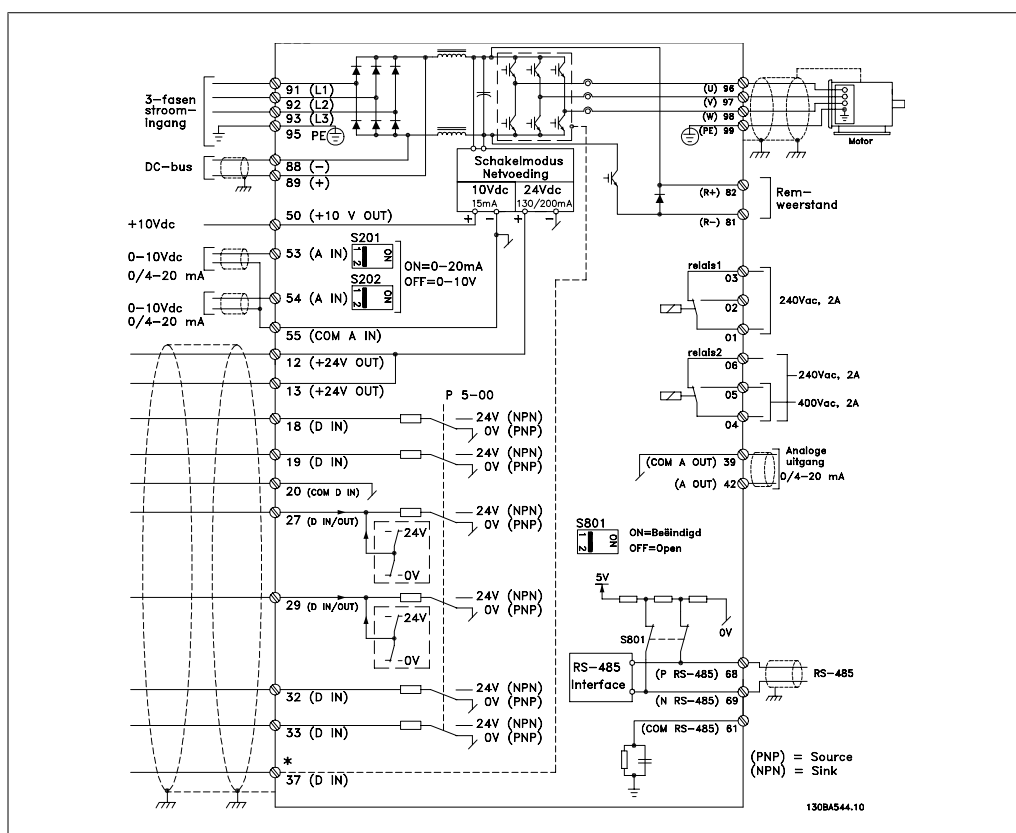 3-fasen
stroom-
ingang
91 (L1)
92 (L2)
93 (L3)
95 PE
DC-bus
88 (-)
89 (+)
+10Vdc
50 (+10 V OUT)
0-10Vdc
0/4-20 mA
53 (A IN)
S201
1 2
ON
ON=0-20mA
OFF=0-10V
0-10Vdc
0/4-20 mA
54 (A IN)
S202
1 2
ON
55 (COM A IN)
12 (+24V OUT)
13 (+24V OUT)
Schakelmodus
Netvoeding
10Vdc
15mA
24Vdc
130/200mA
+ - + -
P 5-00
18 (D IN)
24V (NPN)
0V (PNP)
19 (D IN)
24V (NPN)
0V (PNP)
20 (COM D IN)
27 (D IN/OUT)
24V (NPN)
0V (PNP)
24V
0V
29 (D IN/OUT)
24V (NPN)
0V (PNP)
24V
0V
32 (D IN)
24V (NPN)
0V (PNP)
33 (D IN)
24V (NPN)
0V (PNP)
*
37 (D IN)
(U) 96
(V) 97
(W) 98
(PE) 99
Motor
(R+) 82
(R-) 81
Rem-
weerstand
relais1
03
02
01
240Vac, 2A
relais2
06
05
04
240Vac, 2A
400Vac, 2A
(COM A OUT) 39
(A OUT) 42
Analoge
uitgang
0/4-20 mA
S801
1 2
ON
ON=Beëindigd
OFF=Open
5V
S801
0V
RS-485
Interface
(P RS-485) 68
(N RS-485) 69
RS-485
(COM RS-485) 61
(PNP) = Source
(NPN) = Sink
130BA544.10